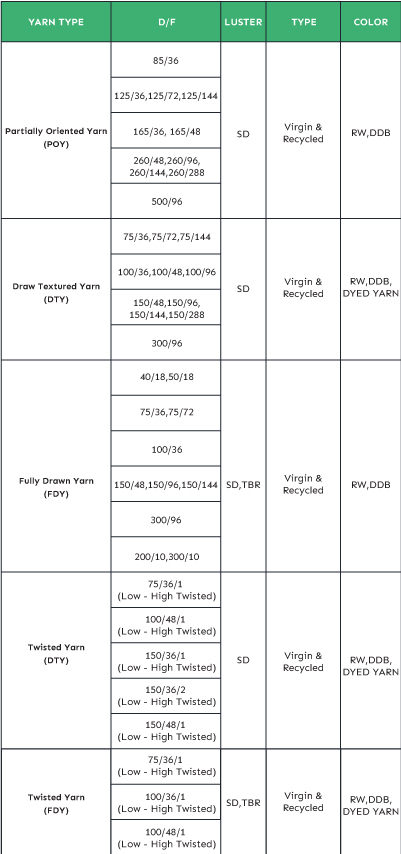 YARN TYPE D/F LUSTER TYPE COLOR
Partially Oriented Yarn
(POY)
85/36
125/36,125/72,125/144
165/36, 165/48
260/48,260/96,
260/144,260/288
500/96
SD
Virgin &
Recycled
RW,DDB
Draw Textured Yarn
(DTY)
75/36,75/72,75/144
100/36,100/48,100/96
150/48,150/96,
150/144,150/288
300/96
SD
Virgin &
Recycled
RW,DDB,
DYED YARN
Fully Drawn Yarn
(FDY)
40/18,50/18
75/36,75/72
100/36
150/48,150/96,150/144
300/96
200/10,300/10
SD,TBR
Virgin &
Recycled
RW,DDB
Twisted Yarn
(DTY)
75/36/1
(Low - High Twisted)
100/48/1
(Low - High Twisted)
150/36/1
(Low - High Twisted)
150/36/2
(Low - High Twisted)
150/48/1
(Low - High Twisted)
SD
Virgin &
Recycled
RW,DDB,
DYED YARN
Twisted Yarn
(FDY)
75/36/1
(Low - High Twisted)
100/36/1
(Low - High Twisted)
100/48/1
(Low - High Twisted)
SD,TBR
Virgin &
Recycled
RW,DDB,
DYED YARN